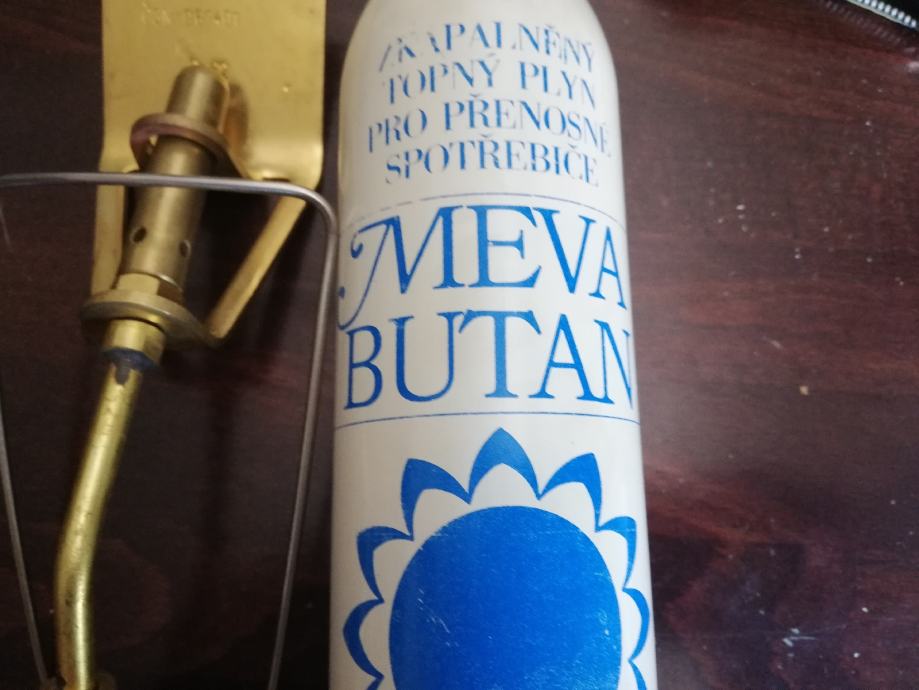 ZKAPALNĚNÝ
TOPNÝ PLYN
PRO PŘENOSNÉ
SPOTŘEBIČE
MEVA
BUTAN